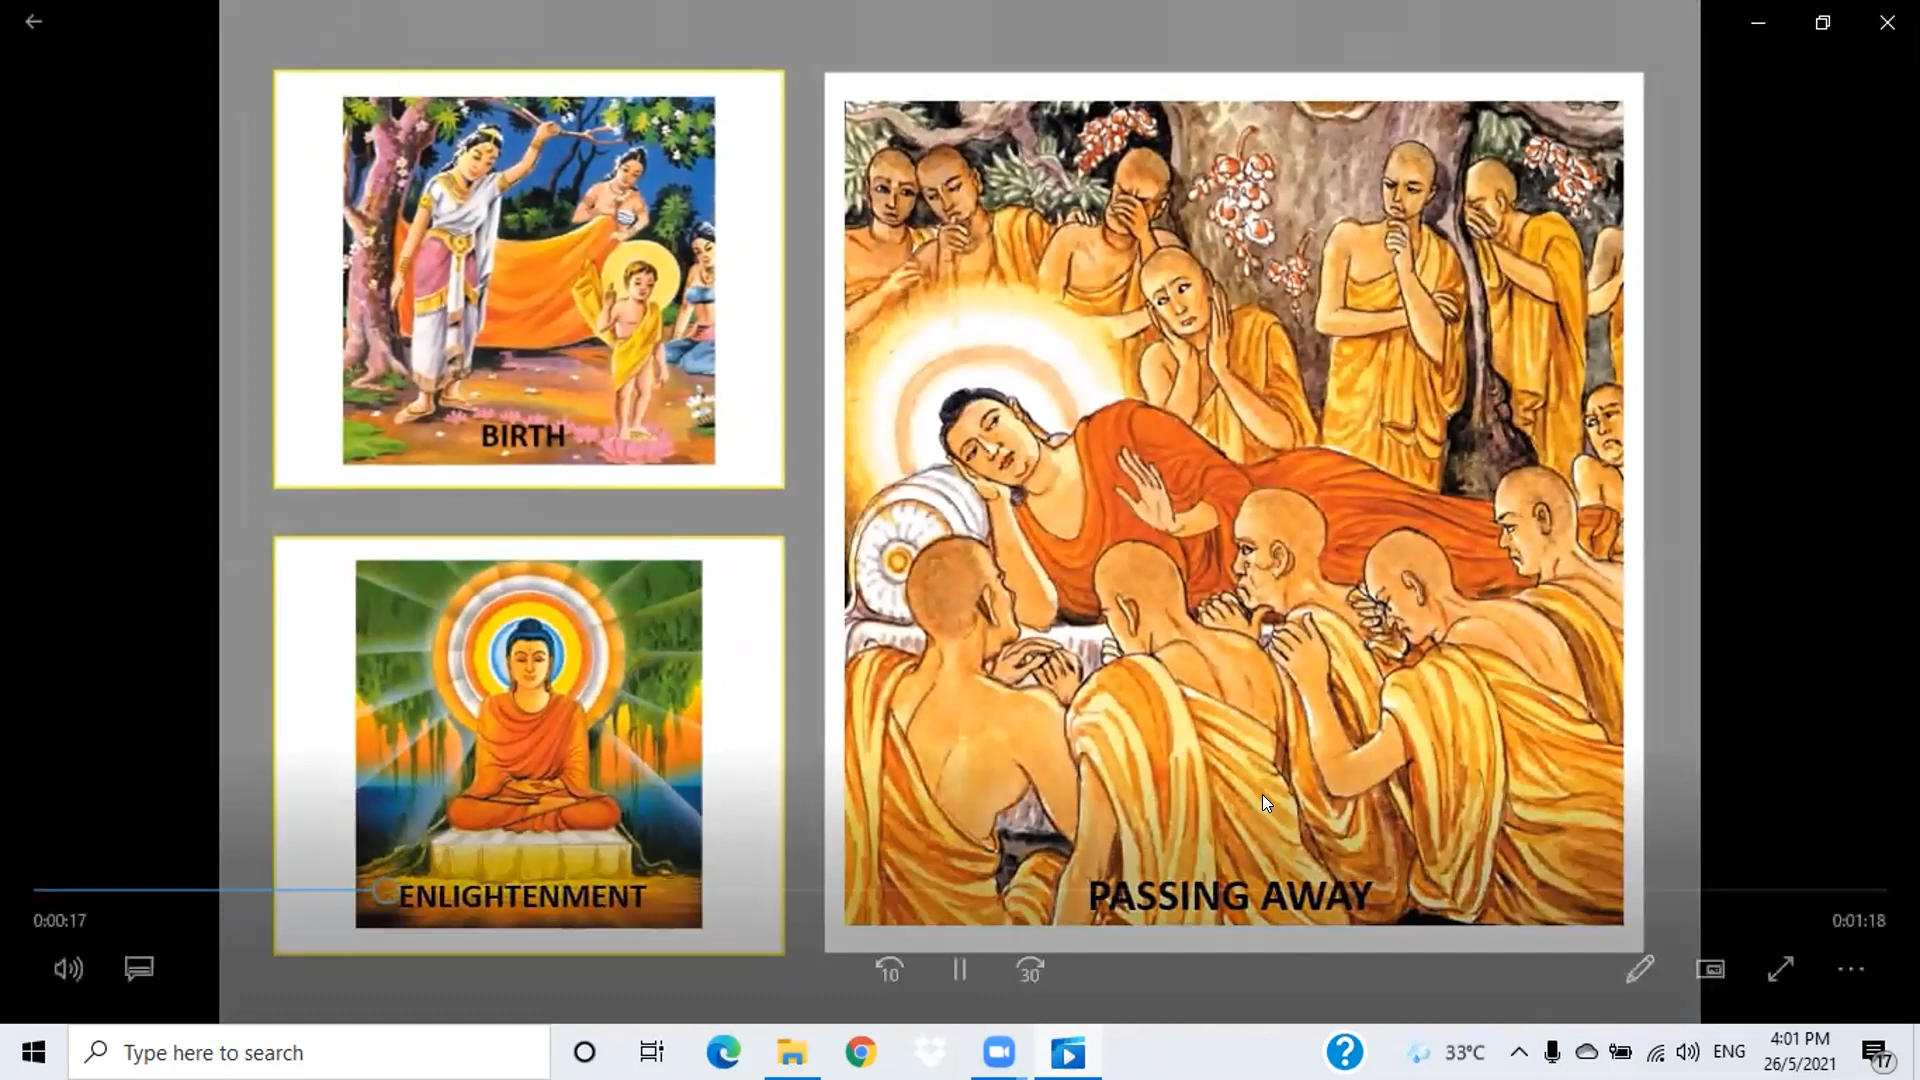 BIRTH
ENLIGHTENMENT
PASSING AWAY
0:00:17
0:01:18
10
30
Type here to search
33°C
ENG
4:01 PM
26/5/2021
17